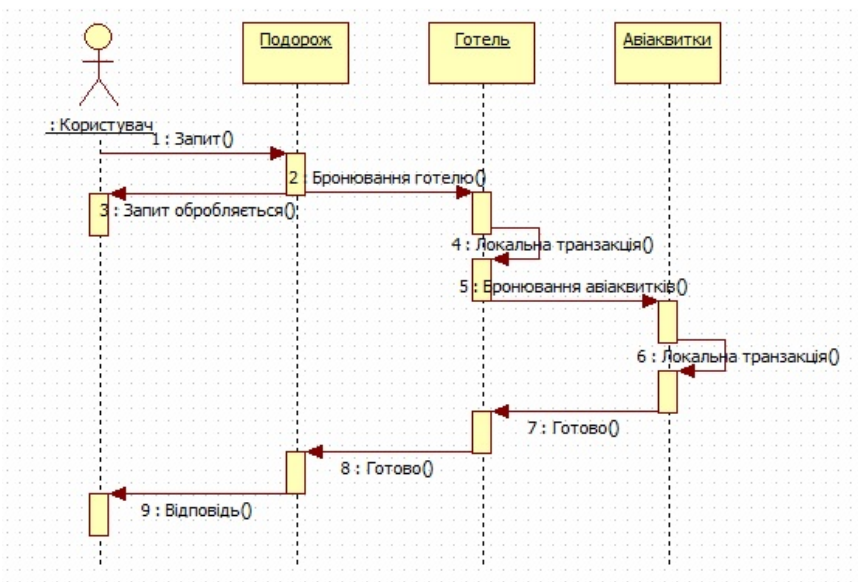 Подорож
Готель
Авіаквитки
: Користувач
1 : Запит()
2 : Бронювання готелю()
3 : Запит обробляється()
4 : Локальна транзакція()
5 : Бронювання авіаквитків()
6 : Локальна транзакція()
7 : Готово()
8 : Готово()
9 : Відповідь()